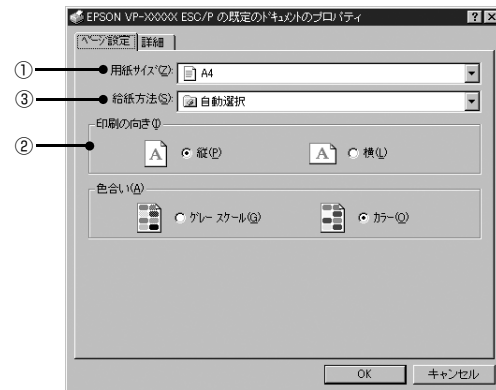 EPSON VP-XXXXX ESC/P の既定のﾄﾞｷｭﾒﾝﾄのプロパティ
ページ設定 詳細
① 用紙ｻｲｽﾞ(Z): A4
③ 給紙方法(S): 自動選択
印刷の向き(I)
② A 縦(P) A 横(L)
色合い(A)
ｸﾞﾚｰ ｽｹｰﾙ(G) ｶﾗｰ(O)
OK キャンセル